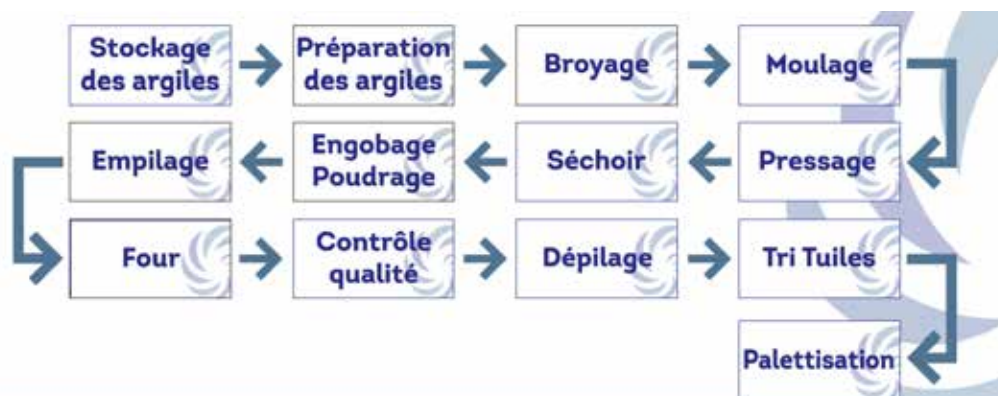 Stockage
des argiles
Préparation
des argiles
Broyage
Moulage
Pressage
Séchoir
Engobage
Poudrage
Empilage
Four
Contrôle
qualité
Dépilage
Tri Tuiles
Palettisation